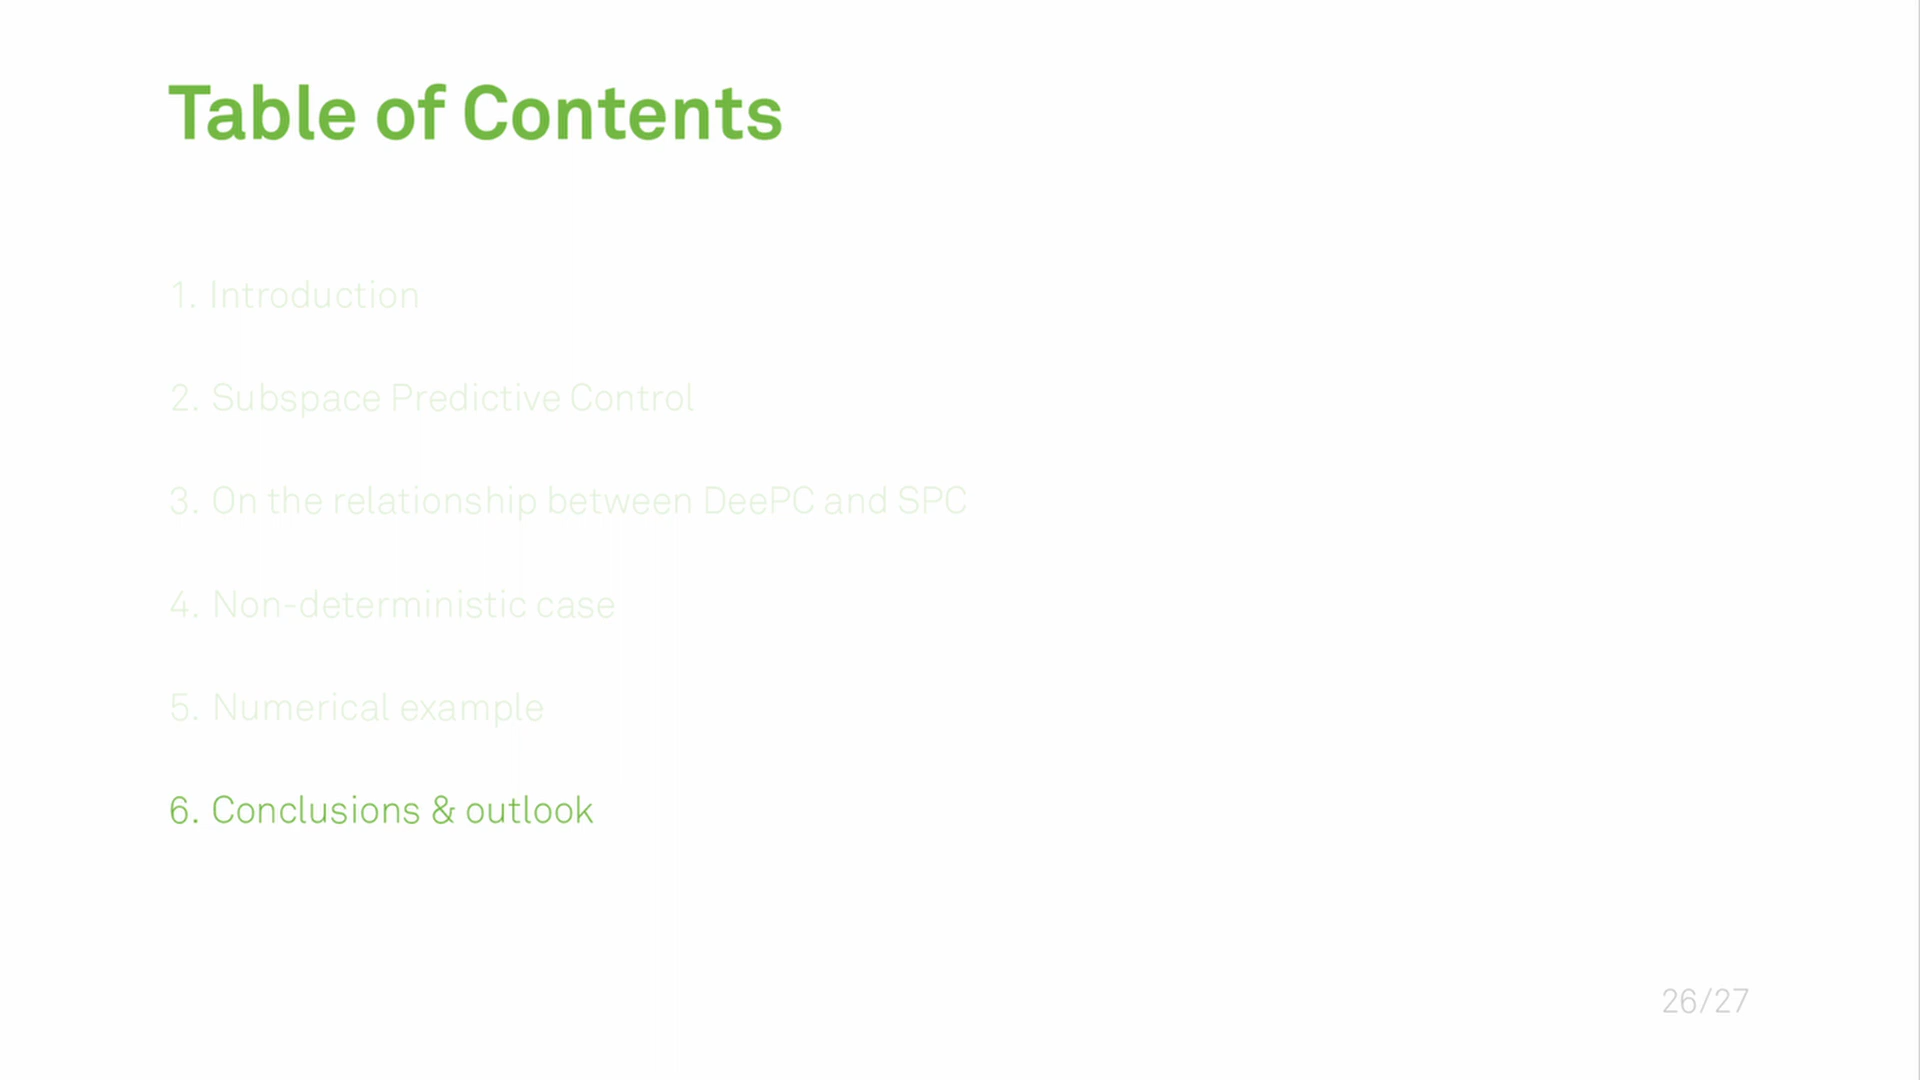 Table of Contents
1. Introduction
2. Subspace Predictive Control
3. On the relationship between DeePC and SPC
4. Non-deterministic case
5. Numerical example
6. Conclusions & outlook
26/27